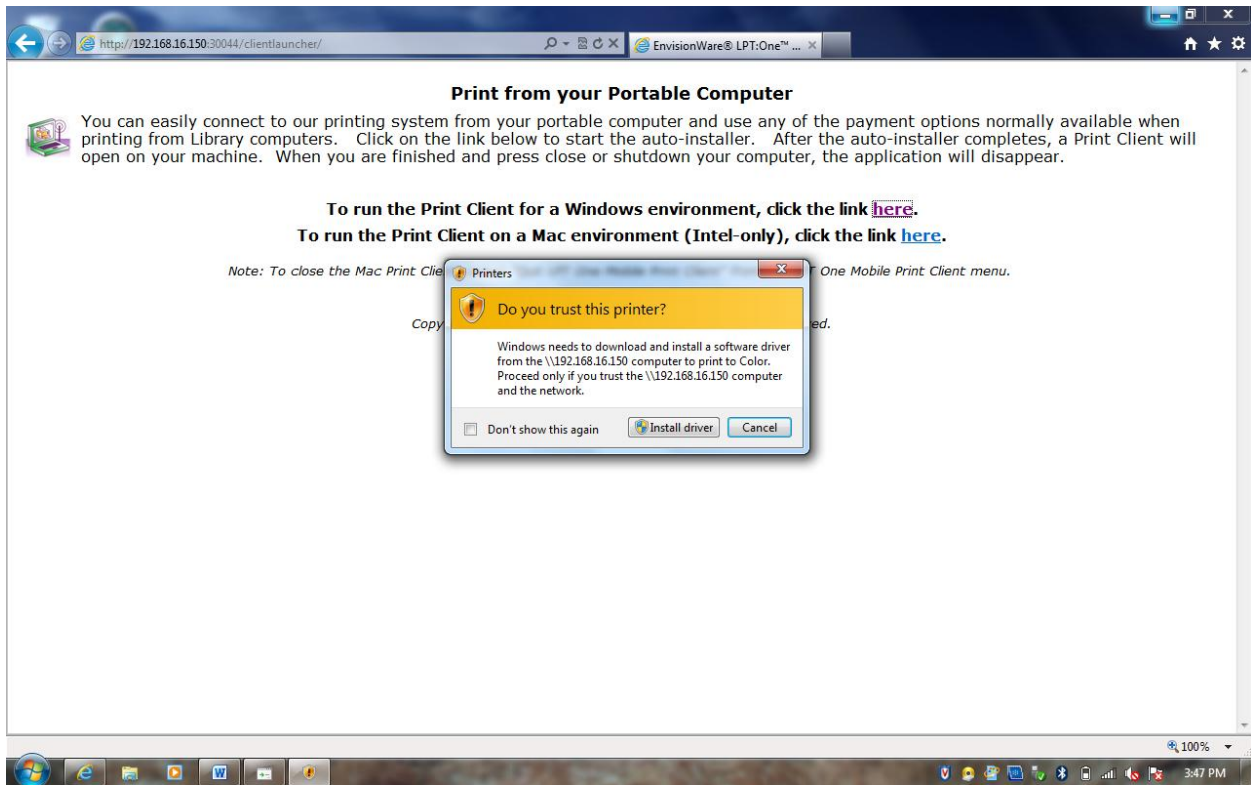 http://192.168.16.150:30044/clientlauncher/
EnvisionWare® LPT:One™ ...
Print from your Portable Computer
You can easily connect to our printing system from your portable computer and use any of the payment options normally available when
printing from Library computers. Click on the link below to start the auto-installer. After the auto-installer completes, a Print Client will
open on your machine. When you are finished and press close or shutdown your computer, the application will disappear.
To run the Print Client for a Windows environment, click the link here.
To run the Print Client on a Mac environment (Intel-only), click the link here.
Note: To close the Mac Print Clie One Mobile Print Client menu.
Printers
Do you trust this printer?
Copy ed.
Windows needs to download and install a software driver
from the \\192.168.16.150 computer to print to Color.
Proceed only if you trust the \\192.168.16.150 computer
and the network.
Don't show this again Install driver Cancel
100%
3:47 PM